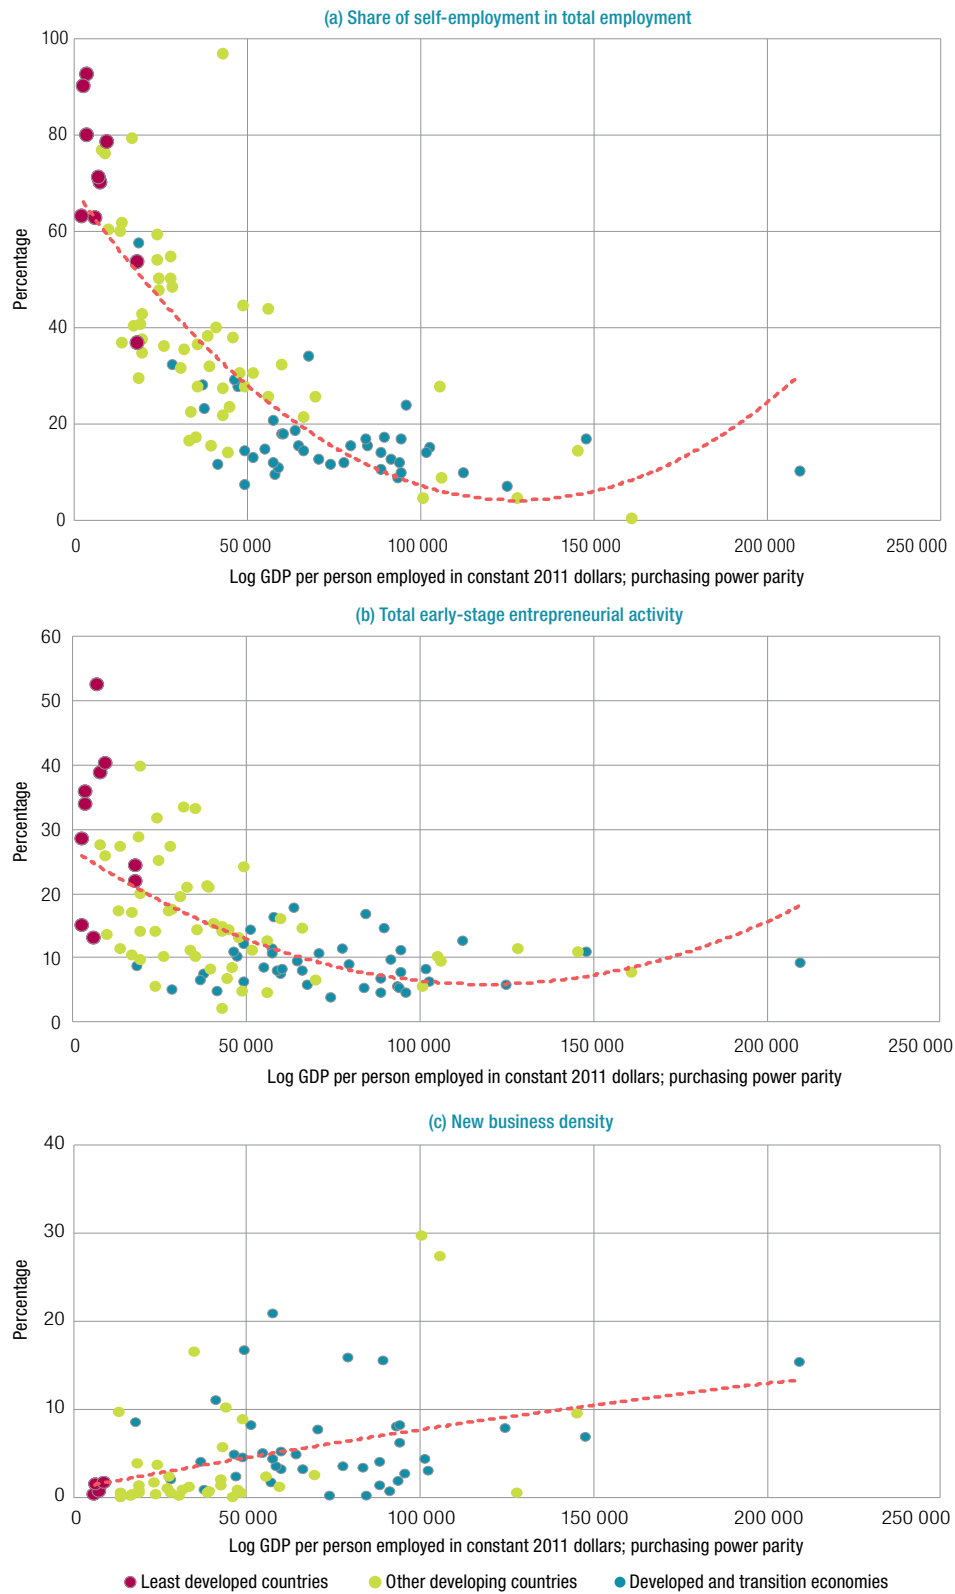 (a) Share of self-employment in total employment
100
80
60
40
20
0
Percentage
0 50 000 100 000 150 000 200 000 250 000
Log GDP per person employed in constant 2011 dollars; purchasing power parity
(b) Total early-stage entrepreneurial activity
60
50
40
30
20
10
0
Percentage
0 50 000 100 000 150 000 200 000 250 000
Log GDP per person employed in constant 2011 dollars; purchasing power parity
(c) New business density
40
30
20
10
0
Percentage
0 50 000 100 000 150 000 200 000 250 000
Log GDP per person employed in constant 2011 dollars; purchasing power parity
Least developed countries Other developing countries Developed and transition economies